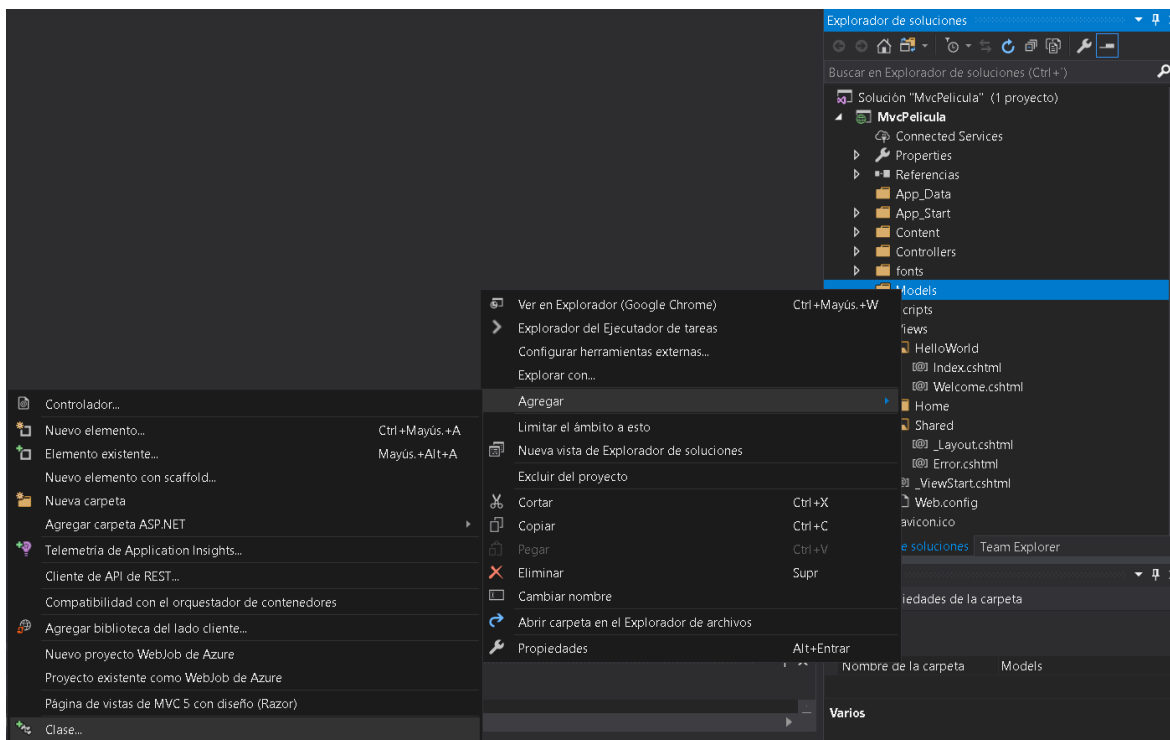 Explorador de soluciones
Buscar en Explorador de soluciones (Ctrl+')
Solución "MvcPelicula" (1 proyecto)
MvcPelicula
Connected Services
Properties
Referencias
App_Data
App_Start
Content
Controllers
fonts
Models
cripts
iews
HelloWorld
[@] Index.cshtml
[@] Welcome.cshtml
Home
Shared
[@] _Layout.cshtml
[@] Error.cshtml
_ViewStart.cshtml
Web.config
avicon.ico
e soluciones Team Explorer
iedades de la carpeta
Nombre de la carpeta Models
Varios
Ver en Explorador (Google Chrome) Ctrl+Mayús.+W
Explorador del Ejecutador de tareas
Configurar herramientas externas...
Explorar con...
Agregar
Limitar el ámbito a esto
Nueva vista de Explorador de soluciones
Excluir del proyecto
Cortar Ctrl+X
Copiar Ctrl+C
Pegar Ctrl+V
Eliminar Supr
Cambiar nombre
Abrir carpeta en el Explorador de archivos
Propiedades Alt+Entrar
Controlador...
Nuevo elemento... Ctrl+Mayús.+A
Elemento existente... Mayús.+Alt+A
Nuevo elemento con scaffold...
Nueva carpeta
Agregar carpeta ASP.NET
Telemetría de Application Insights...
Cliente de API de REST...
Compatibilidad con el orquestador de contenedores
Agregar biblioteca del lado cliente...
Nuevo proyecto WebJob de Azure
Proyecto existente como WebJob de Azure
Página de vistas de MVC 5 con diseño (Razor)
Clase...